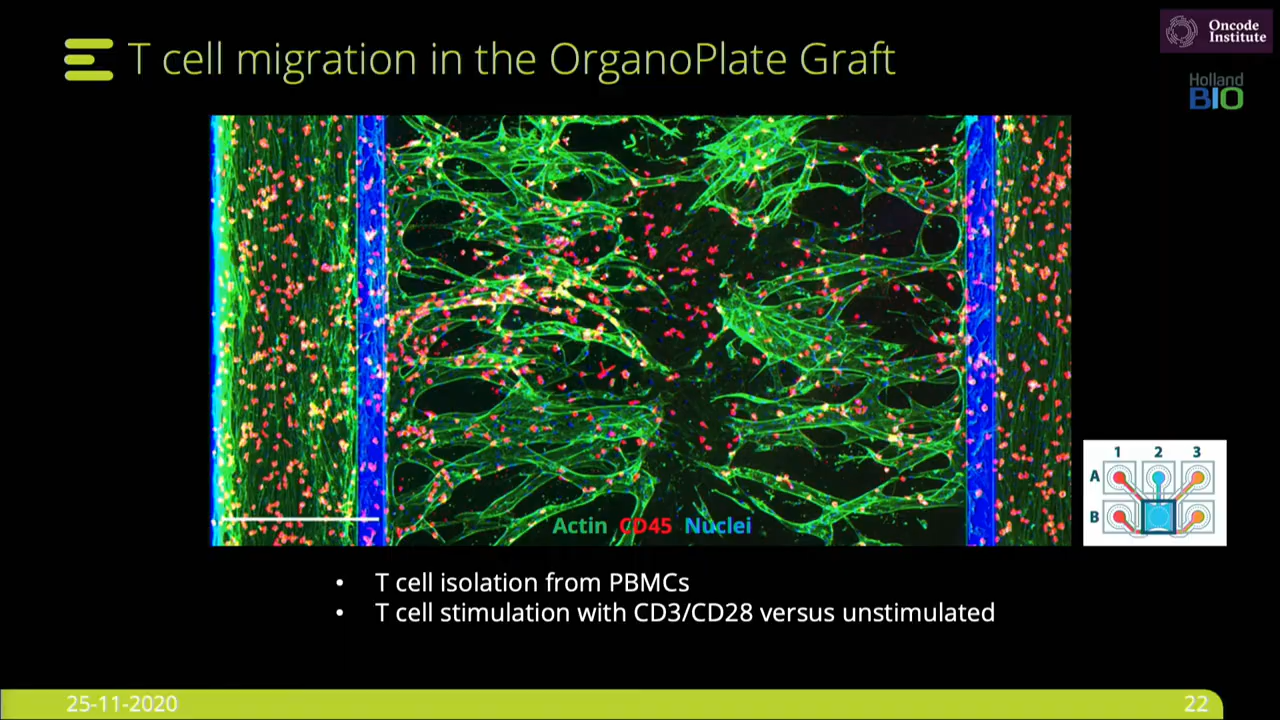 T cell migration in the OrganoPlate Graft
Oncode
Institute
Holland
BIO
Actin CD45 Nuclei
1 2 3
A
B
• T cell isolation from PBMCs
• T cell stimulation with CD3/CD28 versus unstimulated
25-11-2020
22